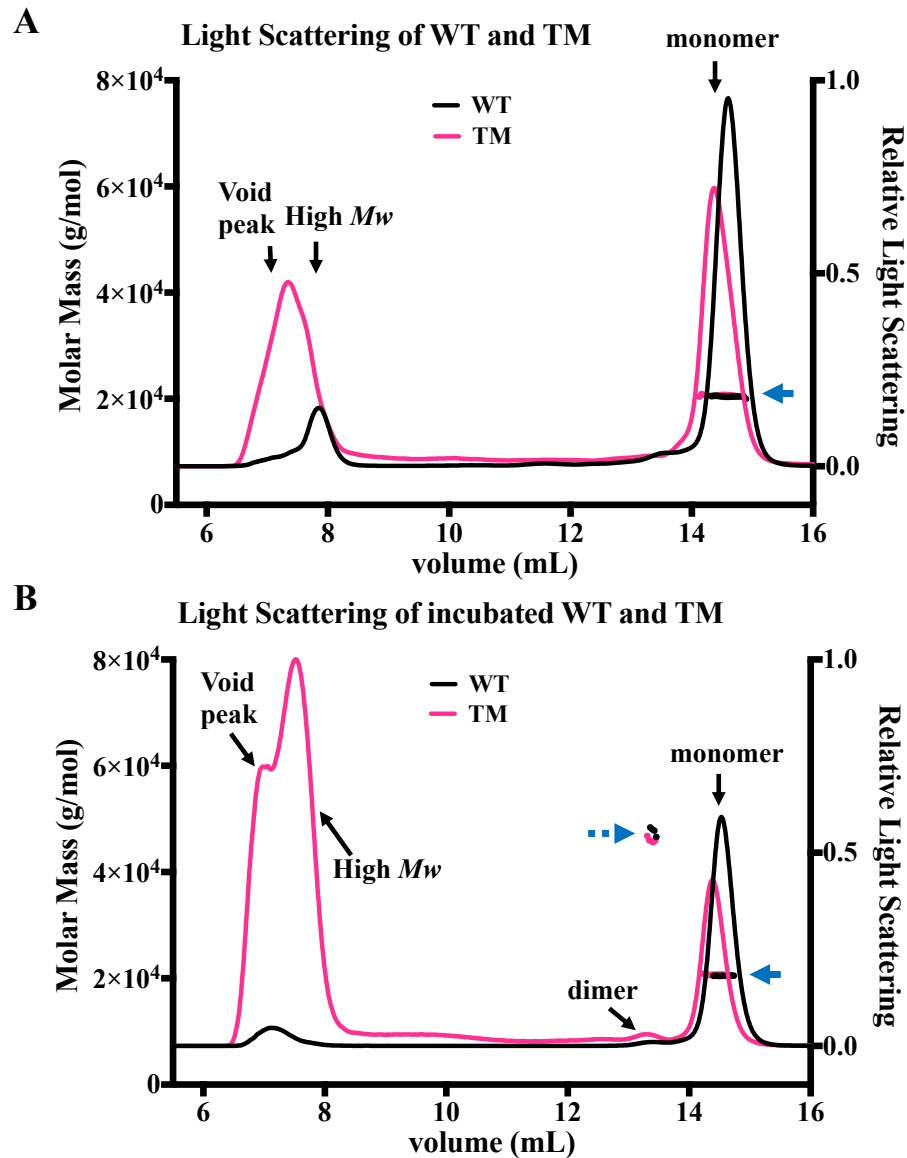 A
Light Scattering of WT and TM
monomer
8×10⁴
1.0
WT
TM
Void
peak
High Mw
6×10⁴
4×10⁴
0.5
2×10⁴
0
0.0
Molar Mass (g/mol)
Relative Light Scattering
6
8
10
12
14
16
volume (mL)
B
Light Scattering of incubated WT and TM
8×10⁴
1.0
Void
peak
WT
TM
monomer
6×10⁴
High Mw
4×10⁴
0.5
2×10⁴
dimer
0
0.0
Molar Mass (g/mol)
Relative Light Scattering
6
8
10
12
14
16
volume (mL)